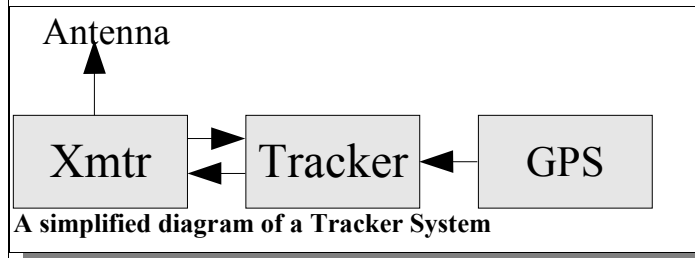 Antenna
Xmtr Tracker GPS
A simplified diagram of a Tracker System